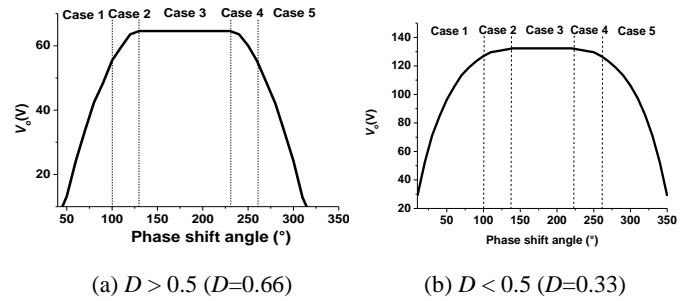 Case 1 Case 2 Case 3 Case 4 Case 5
60
40
20
Vo(V)
50 100 150 200 250 300 350
Phase shift angle (°)
(a) D > 0.5 (D=0.66)
Case 1 Case 2 Case 3 Case 4 Case 5
140
120
100
80
60
40
20
Vo(V)
50 100 150 200 250 300 350
Phase shift angle (°)
(b) D < 0.5 (D=0.33)